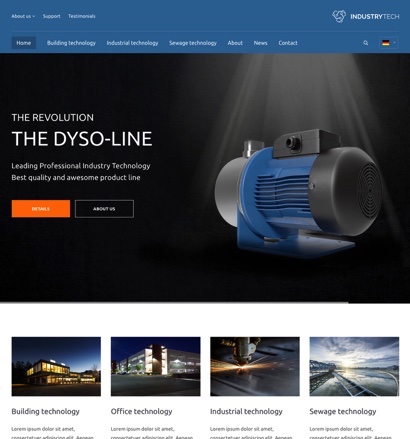 About us
Support
Testimonials
INDUSTRYTECH
Home
Building technology
Industrial technology
Sewage technology
About
News
Contact
THE REVOLUTION
THE DYSO-LINE
Leading Professional Industry Technology
Best quality and awesome product line
DETAILS
ABOUT US
Building technology
Lorem ipsum dolor sit amet,
consectetuer adipiscing elit. Aenean
Office technology
Lorem ipsum dolor sit amet,
consectetuer adipiscing elit. Aenean
Industrial technology
Lorem ipsum dolor sit amet,
consectetuer adipiscing elit. Aenean
Sewage technology
Lorem ipsum dolor sit amet,
consectetuer adipiscing elit. Aenean